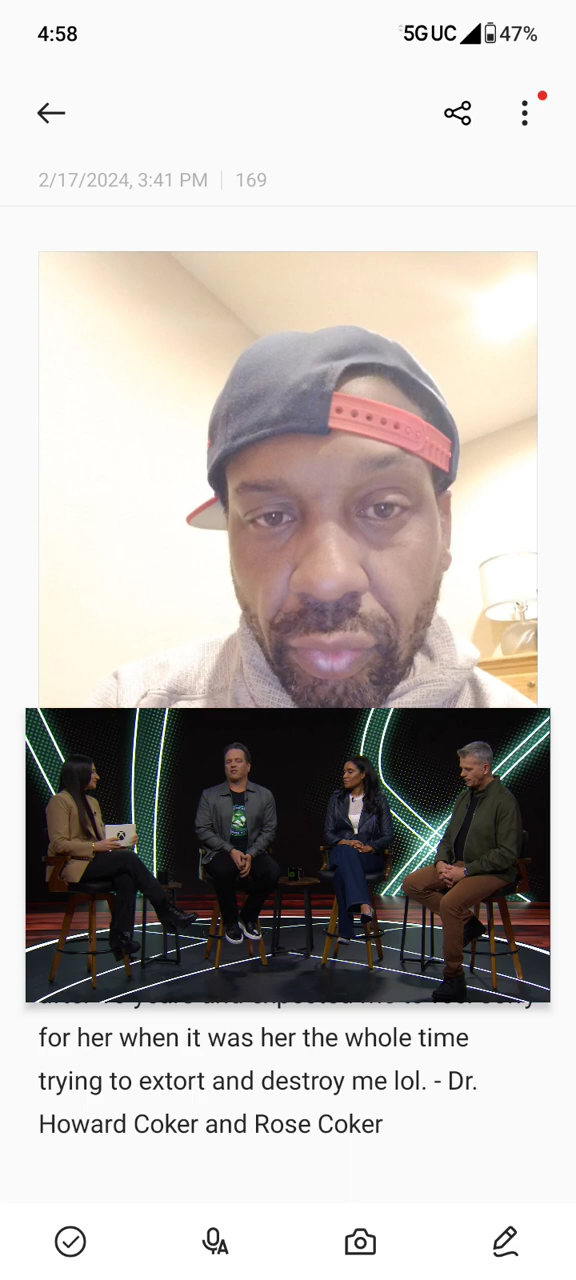 4:58 5G UC 47%
2/17/2024, 3:41 PM 169
for her when it was her the whole time
trying to extort and destroy me lol. - Dr.
Howard Coker and Rose Coker